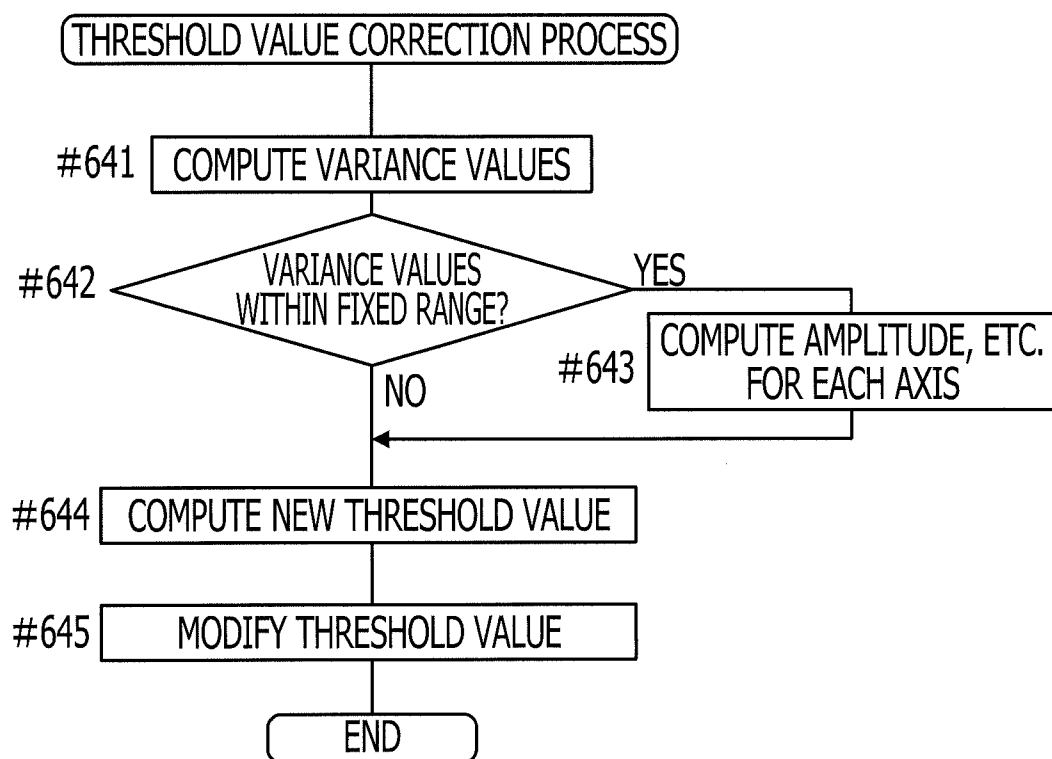 THRESHOLD VALUE CORRECTION PROCESS
#641
COMPUTE VARIANCE VALUES
#642
VARIANCE VALUES
WITHIN FIXED RANGE?
YES
#643
COMPUTE AMPLITUDE, ETC.
FOR EACH AXIS
NO
#644
COMPUTE NEW THRESHOLD VALUE
#645
MODIFY THRESHOLD VALUE
END